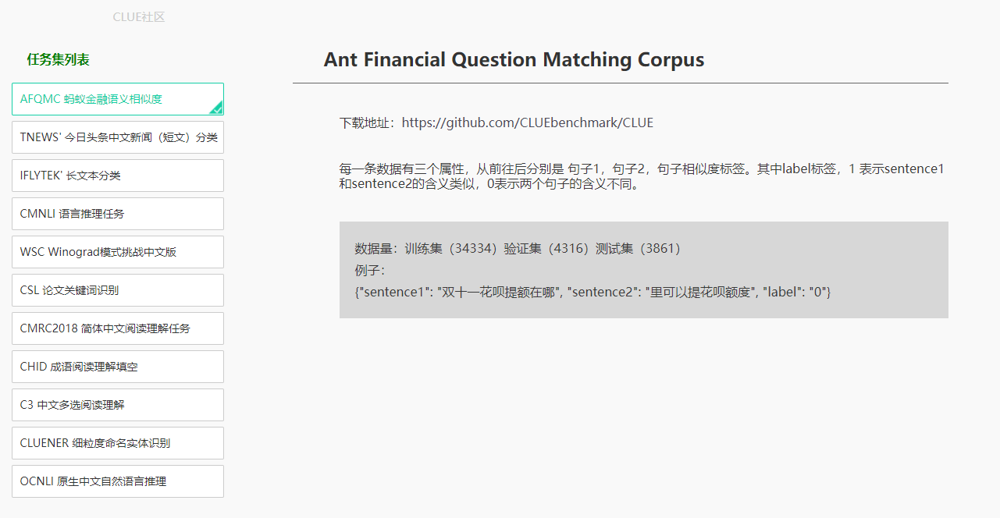 CLUE社区
任务集列表
AFQMC 蚂蚁金融语义相似度
TNEWS' 今日头条中文新闻（短文）分类
IFLYTEK' 长文本分类
CMNLI 语言推理任务
WSC Winograd模式挑战中文版
CSL 论文关键词识别
CMRC2018 简体中文阅读理解任务
CHID 成语阅读理解填空
C3 中文多选阅读理解
CLUENER 细粒度命名实体识别
OCNLI 原生中文自然语言推理
Ant Financial Question Matching Corpus
下载地址：https://github.com/CLUEbenchmark/CLUE
每一条数据有三个属性，从前往后分别是 句子1，句子2，句子相似度标签。其中label标签，1 表示sentence1
和sentence2的含义类似，0表示两个句子的含义不同。
数据量：训练集（34334）验证集（4316）测试集（3861）
例子：
{"sentence1": "双十一花呗提额在哪", "sentence2": "里可以提花呗额度", "label": "0"}